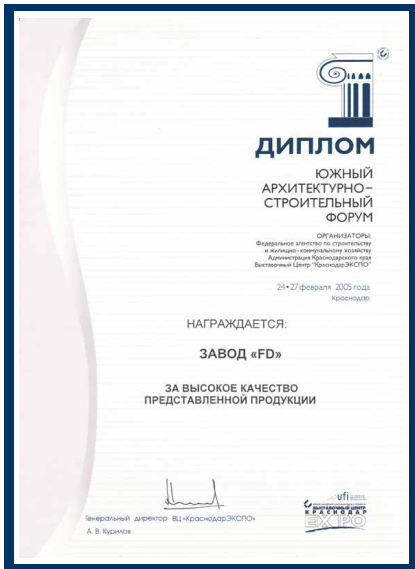 ДИПЛОМ
ЮЖНЫЙ
АРХИТЕКТУРНО-
СТРОИТЕЛЬНЫЙ
ФОРУМ
ОРГАНИЗАТОРЫ:
Федеральное агентство по строительству
и жилищно-коммунальному хозяйству
Администрация Краснодарского края
Выставочный Центр "КраснодарЭКСПО"
24•27 февраля 2005 года
Краснодар
НАГРАЖДАЕТСЯ:
ЗАВОД «FD»
ЗА ВЫСОКОЕ КАЧЕСТВО
ПРЕДСТАВЛЕННОЙ ПРОДУКЦИИ
Генеральный директор ВЦ «КраснодарЭКСПО»
А. В. Курилов
ufi
ВЫСТАВОЧНЫЙ ЦЕНТР
КРАСНОДАР
EXPO